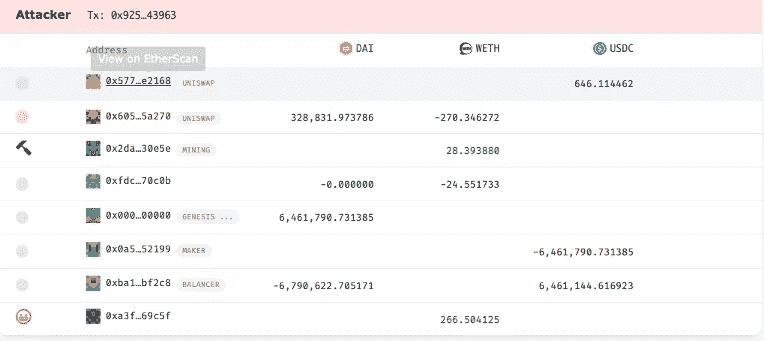 Attacker Tx: 0x925…43963
Address DAI WETH USDC
View on EtherScan
0x577…e2168 UNISWAP 646.114462
0x605…5a270 UNISWAP 328,831.973786 -270.346272
0x2da…30e5e MINING 28.393880
0xfdc…70c0b -0.000000 -24.551733
0x000…00000 GENESIS ... 6,461,790.731385
0x0a5…52199 MAKER -6,461,790.731385
0xba1…bf2c8 BALANCER -6,790,622.705171 6,461,144.616923
0xa3f…69c5f 266.504125